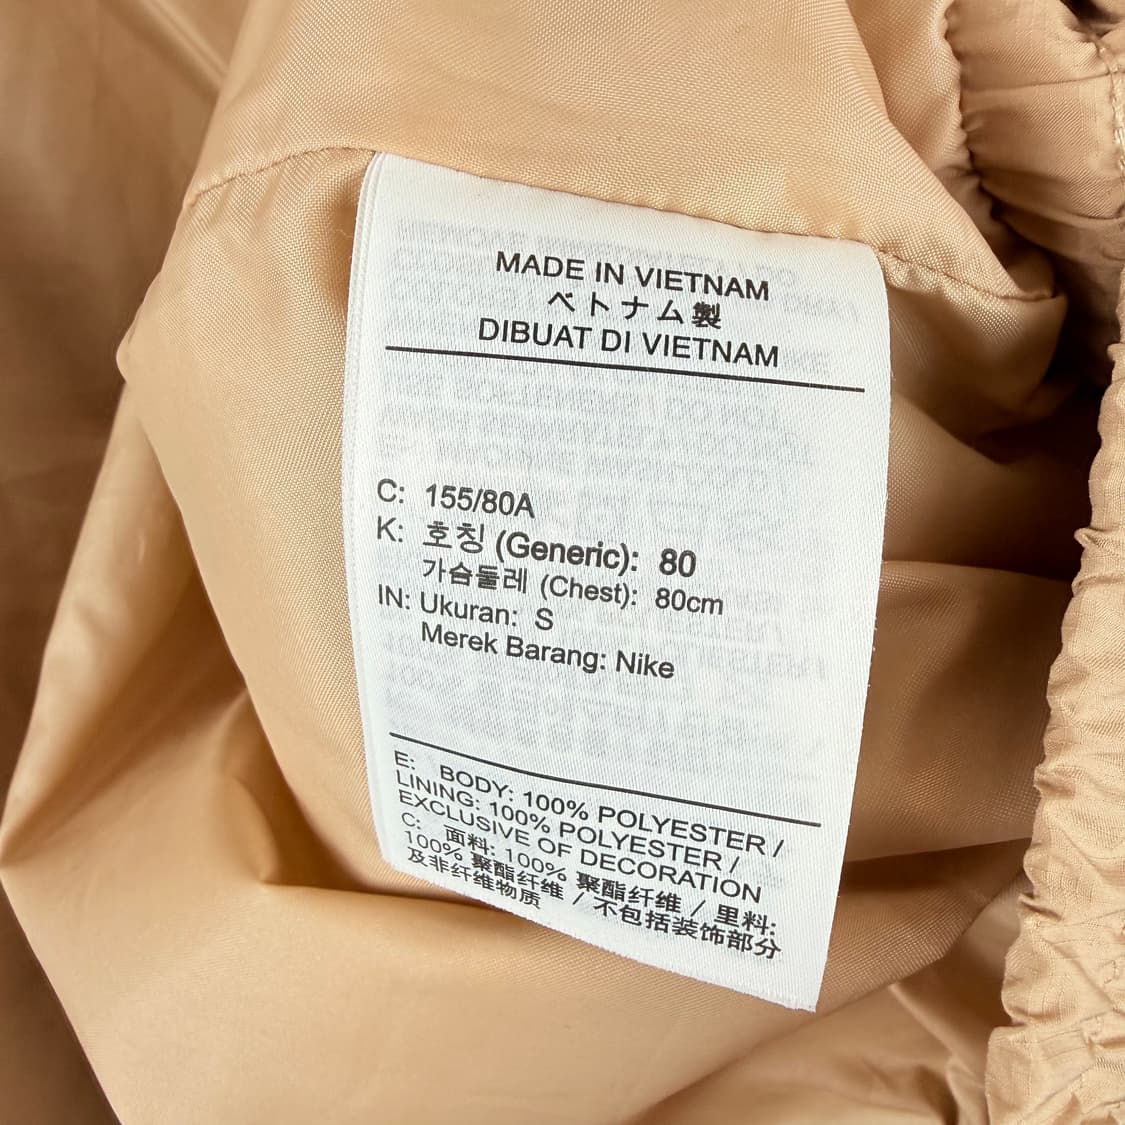 MADE IN VIETNAM
ベトナム製
DIBUAT DI VIETNAM
C: 155/80A
K: 호칭 (Generic): 80
가슴둘레 (Chest): 80cm
IN: Ukuran: S
Merek Barang: Nike
E: BODY: 100% POLYESTER /
LINING: 100% POLYESTER /
EXCLUSIVE OF DECORATION
C: 面料: 100% 聚酯纤维 / 里料:
100% 聚酯纤维 / 不包括装饰部分
及非纤维物质